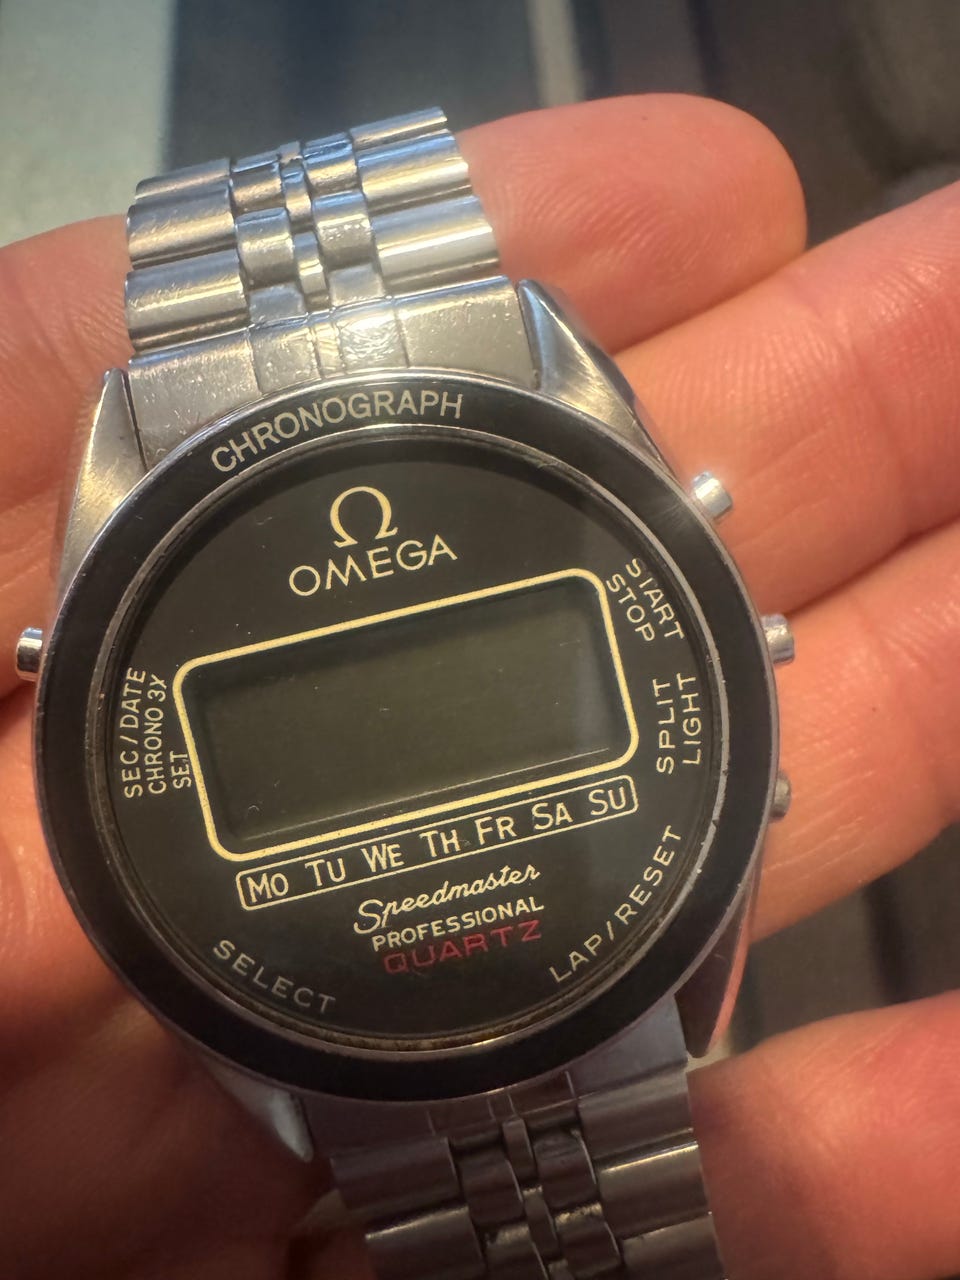 CHRONOGRAPH
Ω
OMEGA
START
STOP
SEC/DATE
CHRONO 3X
SET
SPLIT
LIGHT
MO TU WE TH FR SA SU
Speedmaster
PROFESSIONAL
QUARTZ
SELECT
LAP/RESET